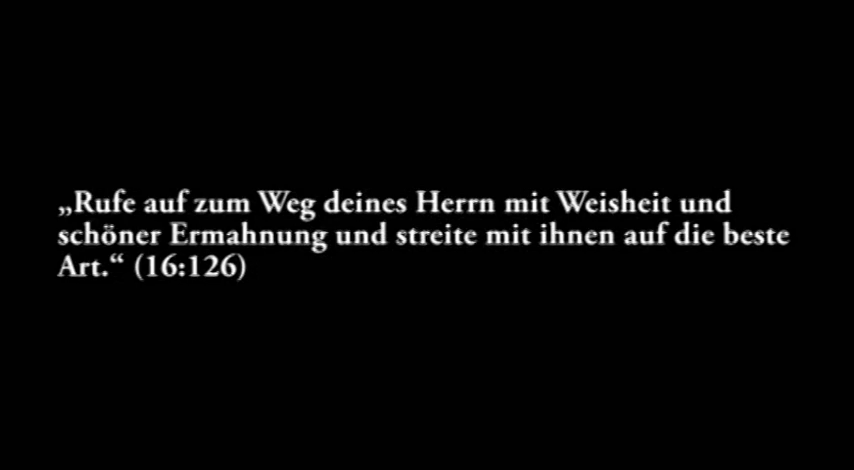 „Rufe auf zum Weg deines Herrn mit Weisheit und
schöner Ermahnung und streite mit ihnen auf die beste
Art.“ (16:126)